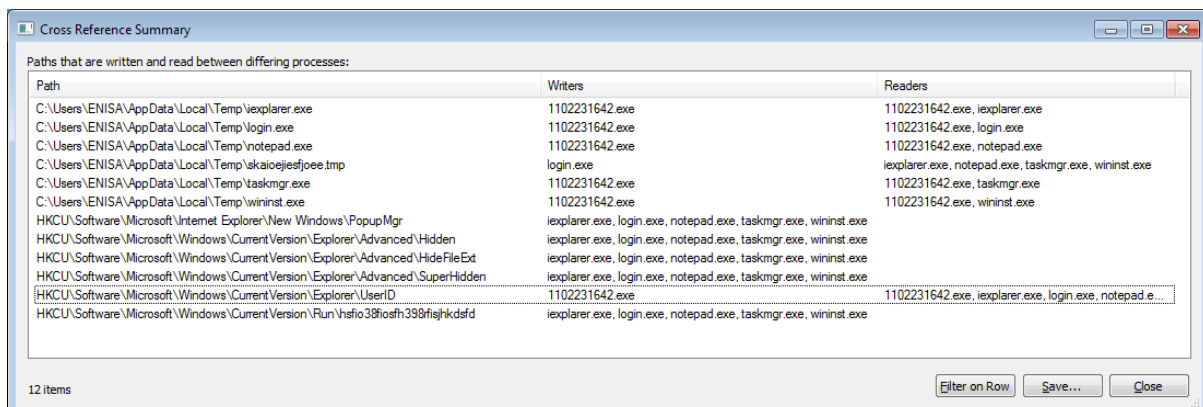 Cross Reference Summary
Paths that are written and read between differing processes:
Path Writers Readers
C:\Users\ENISA\AppData\Local\Temp\iexplarer.exe 1102231642.exe 1102231642.exe, iexplarer.exe
C:\Users\ENISA\AppData\Local\Temp\login.exe 1102231642.exe 1102231642.exe, login.exe
C:\Users\ENISA\AppData\Local\Temp\notepad.exe 1102231642.exe 1102231642.exe, notepad.exe
C:\Users\ENISA\AppData\Local\Temp\skaioejiesfjoee.tmp login.exe iexplarer.exe, notepad.exe, taskmgr.exe, wininst.exe
C:\Users\ENISA\AppData\Local\Temp\taskmgr.exe 1102231642.exe 1102231642.exe, taskmgr.exe
C:\Users\ENISA\AppData\Local\Temp\wininst.exe 1102231642.exe 1102231642.exe, wininst.exe
HKCU\Software\Microsoft\Internet Explorer\New Windows\PopupMgr iexplarer.exe, login.exe, notepad.exe, taskmgr.exe, wininst.exe
HKCU\Software\Microsoft\Windows\CurrentVersion\Explorer\Advanced\Hidden iexplarer.exe, login.exe, notepad.exe, taskmgr.exe, wininst.exe
HKCU\Software\Microsoft\Windows\CurrentVersion\Explorer\Advanced\HideFileExt iexplarer.exe, login.exe, notepad.exe, taskmgr.exe, wininst.exe
HKCU\Software\Microsoft\Windows\CurrentVersion\Explorer\Advanced\SuperHidden iexplarer.exe, login.exe, notepad.exe, taskmgr.exe, wininst.exe
HKCU\Software\Microsoft\Windows\CurrentVersion\Explorer\UserID 1102231642.exe 1102231642.exe, iexplarer.exe, login.exe, notepad.e...
HKCU\Software\Microsoft\Windows\CurrentVersion\Run\hsfio38fiosfh398rfisjhkdsfd iexplarer.exe, login.exe, notepad.exe, taskmgr.exe, wininst.exe
12 items Filter on Row Save... Close